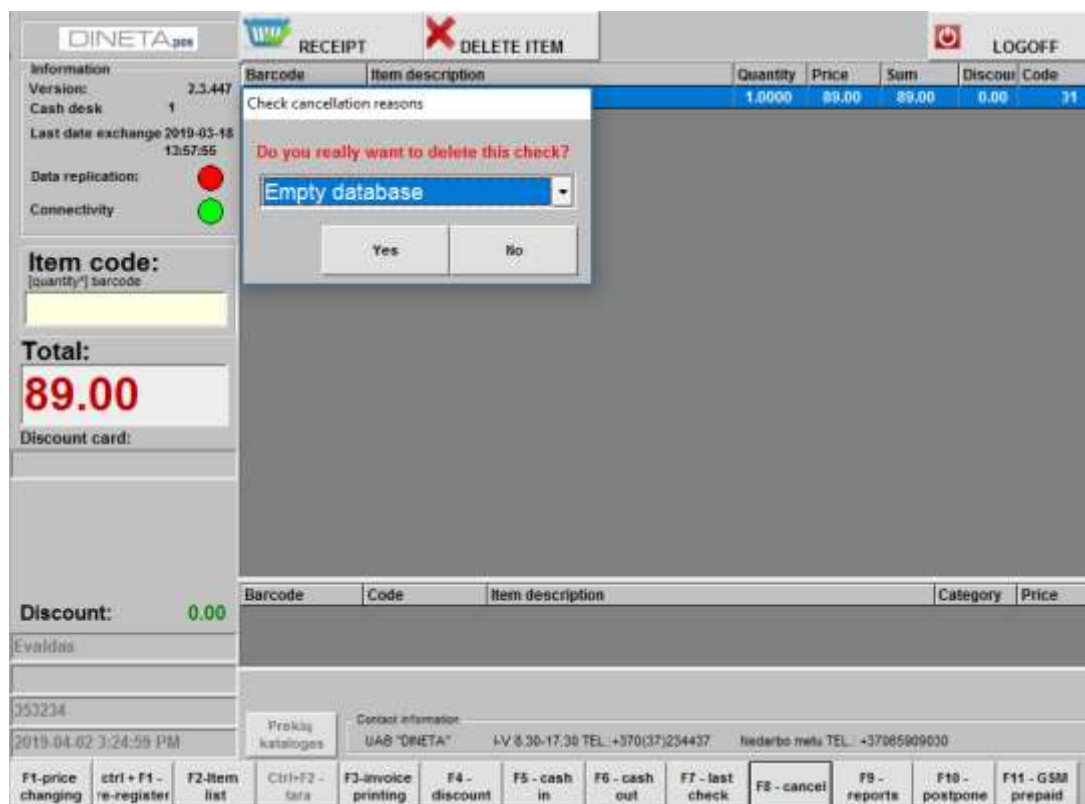 DINETA pos
RECEIPT
DELETE ITEM
LOGOFF
Information
Version: 2.3.447
Cash desk 1
Last date exchange 2019-03-18
13:57:55
Data replication:
Connectivity
Item code:
[quantity*] barcode
Total:
89.00
Discount card:
Discount: 0.00
Evaldas
353234
2019-04-02 3:24:59 PM
Barcode Item description Quantity Price Sum Discour Code
1.0000 89.00 89.00 0.00 31
Check cancellation reasons
Do you really want to delete this check?
Empty database
Yes No
Barcode Code Item description Category Price
Prekių
katalogas
Contact information
UAB "DINETA" I-V 8.30-17.30 TEL.:+370(37)234437 Nedarbo metu TEL.: +37065909030
F1-price
changing
ctrl + F1 -
re-register
F2-Item
list
Ctrl+F2 -
tara
F3-invoice
printing
F4 -
discount
F5 - cash
in
F6 - cash
out
F7 - last
check
F8 - cancel
F9 -
reports
F10 -
postpone
F11 - GSM
prepaid